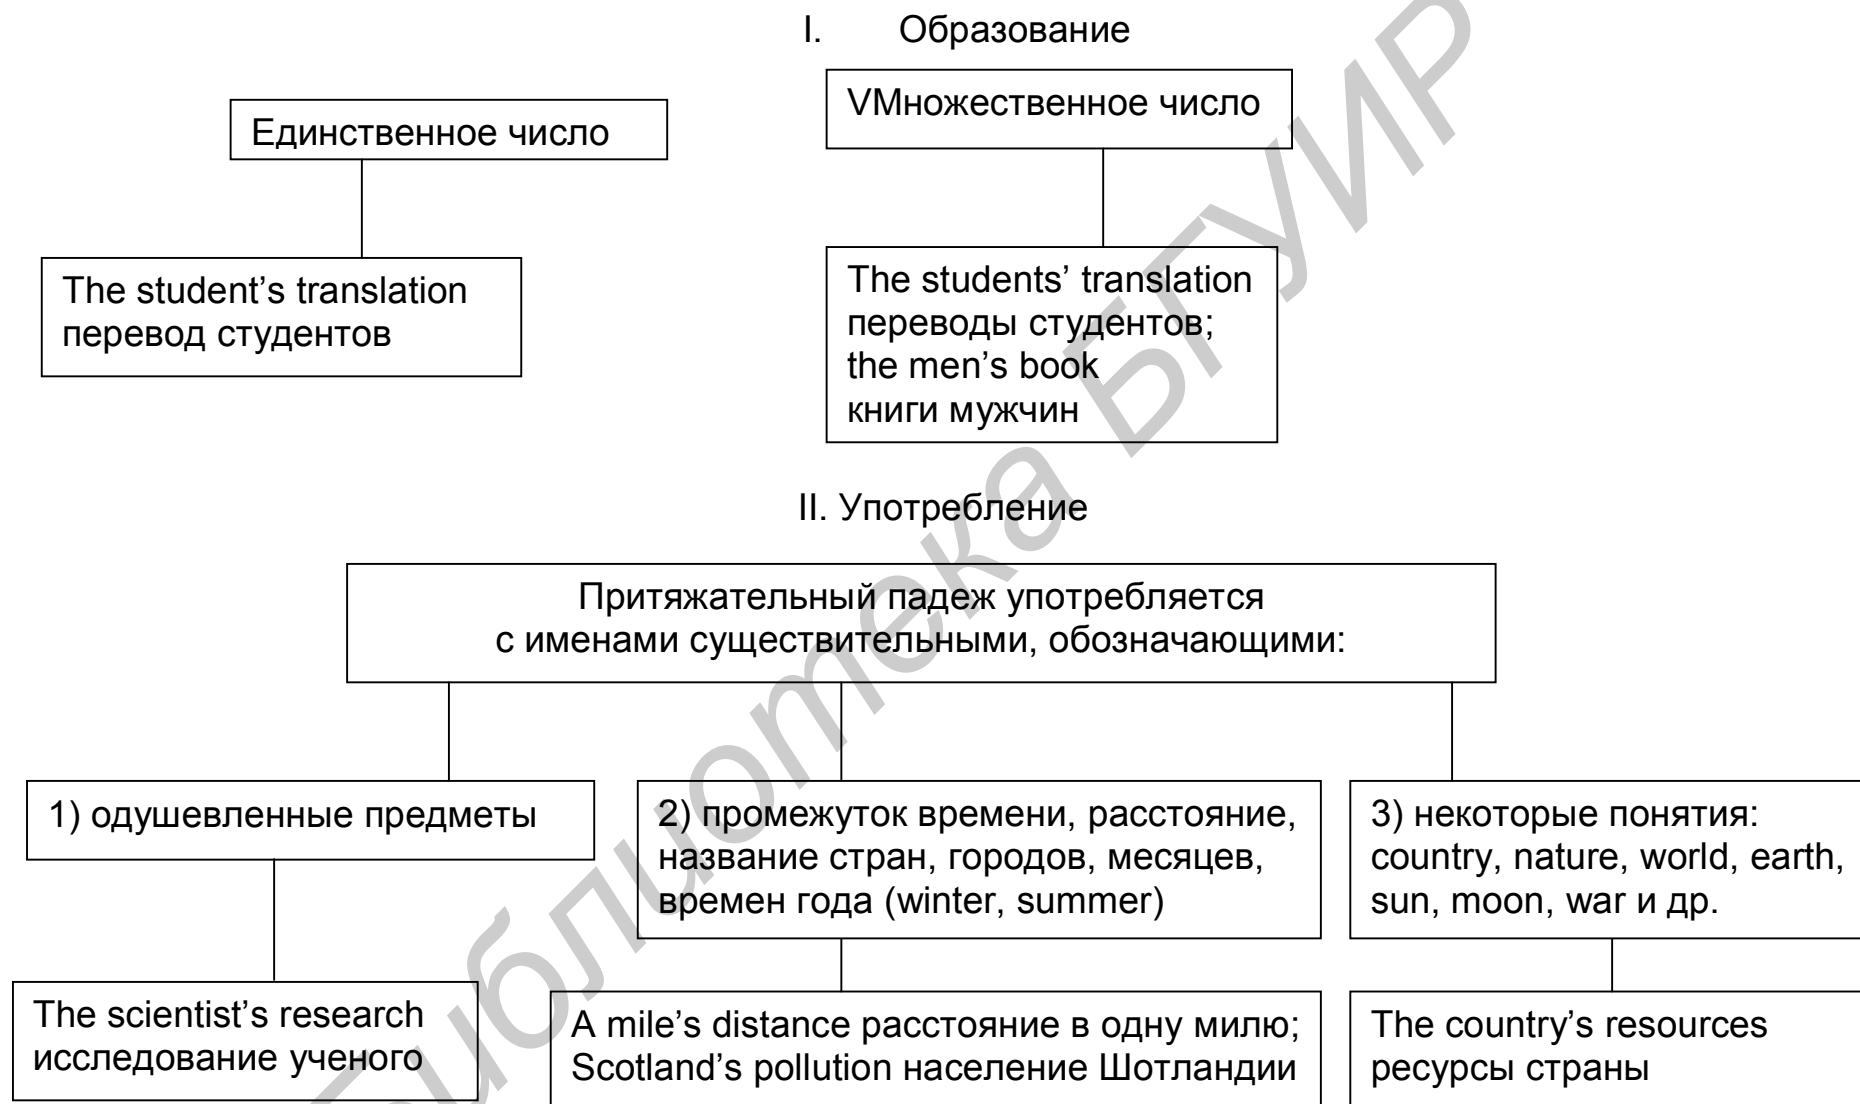 I. Образование
Единственное число
VМножественное число
The student's translation
перевод студентов
The students' translation
переводы студентов;
the men's book
книги мужчин
II. Употребление
Притяжательный падеж употребляется
с именами существительными, обозначающими:
1) одушевленные предметы
2) промежуток времени, расстояние,
название стран, городов, месяцев,
времен года (winter, summer)
3) некоторые понятия:
country, nature, world, earth,
sun, moon, war и др.
The scientist's research
исследование ученого
A mile's distance расстояние в одну милю;
Scotland's pollution население Шотландии
The country's resources
ресурсы страны
Библиотека БГУИР